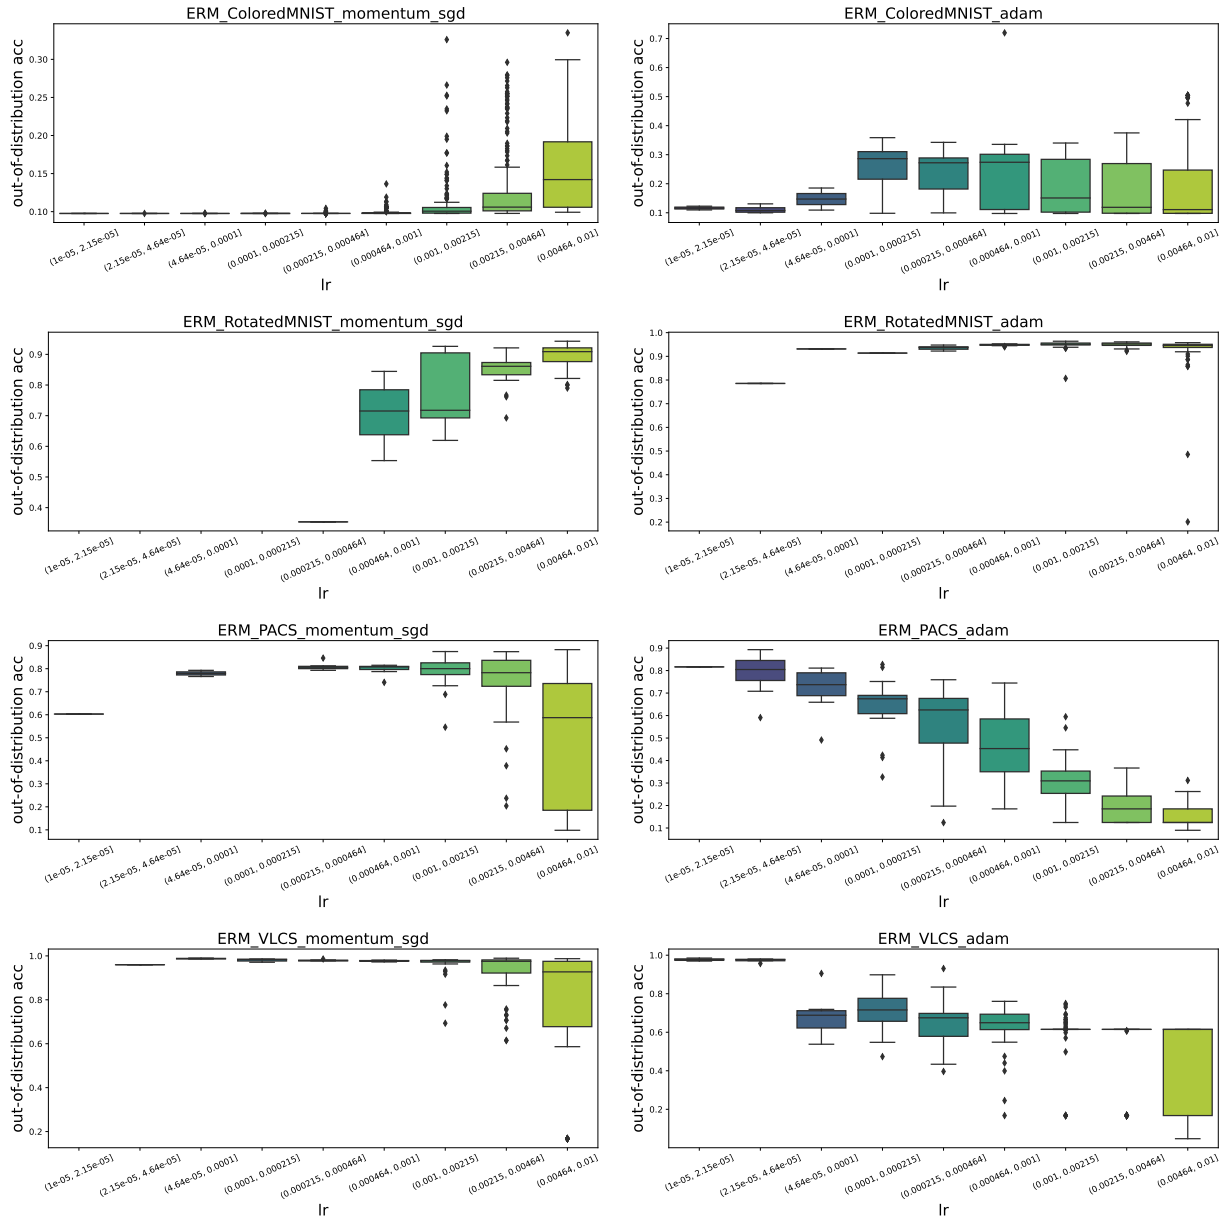 ERM_ColoredMNIST_momentum_sgd
out-of-distribution acc
0.30
0.25
0.20
0.15
0.10
(1e-05, 2.15e-05]
(2.15e-05, 4.64e-05]
(4.64e-05, 0.0001]
(0.0001, 0.000215]
(0.000215, 0.000464]
(0.000464, 0.001]
(0.001, 0.00215]
(0.00215, 0.00464]
(0.00464, 0.01]
lr
ERM_ColoredMNIST_adam
out-of-distribution acc
0.7
0.6
0.5
0.4
0.3
0.2
0.1
(1e-05, 2.15e-05]
(2.15e-05, 4.64e-05]
(4.64e-05, 0.0001]
(0.0001, 0.000215]
(0.000215, 0.000464]
(0.000464, 0.001]
(0.001, 0.00215]
(0.00215, 0.00464]
(0.00464, 0.01]
lr
ERM_RotatedMNIST_momentum_sgd
out-of-distribution acc
0.9
0.8
0.7
0.6
0.5
0.4
(1e-05, 2.15e-05]
(2.15e-05, 4.64e-05]
(4.64e-05, 0.0001]
(0.0001, 0.000215]
(0.000215, 0.000464]
(0.000464, 0.001]
(0.001, 0.00215]
(0.00215, 0.00464]
(0.00464, 0.01]
lr
ERM_RotatedMNIST_adam
out-of-distribution acc
1.0
0.9
0.8
0.7
0.6
0.5
0.4
0.3
0.2
(1e-05, 2.15e-05]
(2.15e-05, 4.64e-05]
(4.64e-05, 0.0001]
(0.0001, 0.000215]
(0.000215, 0.000464]
(0.000464, 0.001]
(0.001, 0.00215]
(0.00215, 0.00464]
(0.00464, 0.01]
lr
ERM_PACS_momentum_sgd
out-of-distribution acc
0.9
0.8
0.7
0.6
0.5
0.4
0.3
0.2
0.1
(1e-05, 2.15e-05]
(2.15e-05, 4.64e-05]
(4.64e-05, 0.0001]
(0.0001, 0.000215]
(0.000215, 0.000464]
(0.000464, 0.001]
(0.001, 0.00215]
(0.00215, 0.00464]
(0.00464, 0.01]
lr
ERM_PACS_adam
out-of-distribution acc
0.9
0.8
0.7
0.6
0.5
0.4
0.3
0.2
0.1
(1e-05, 2.15e-05]
(2.15e-05, 4.64e-05]
(4.64e-05, 0.0001]
(0.0001, 0.000215]
(0.000215, 0.000464]
(0.000464, 0.001]
(0.001, 0.00215]
(0.00215, 0.00464]
(0.00464, 0.01]
lr
ERM_VLCS_momentum_sgd
out-of-distribution acc
1.0
0.8
0.6
0.4
0.2
(1e-05, 2.15e-05]
(2.15e-05, 4.64e-05]
(4.64e-05, 0.0001]
(0.0001, 0.000215]
(0.000215, 0.000464]
(0.000464, 0.001]
(0.001, 0.00215]
(0.00215, 0.00464]
(0.00464, 0.01]
lr
ERM_VLCS_adam
out-of-distribution acc
1.0
0.8
0.6
0.4
0.2
(1e-05, 2.15e-05]
(2.15e-05, 4.64e-05]
(4.64e-05, 0.0001]
(0.0001, 0.000215]
(0.000215, 0.000464]
(0.000464, 0.001]
(0.001, 0.00215]
(0.00215, 0.00464]
(0.00464, 0.01]
lr